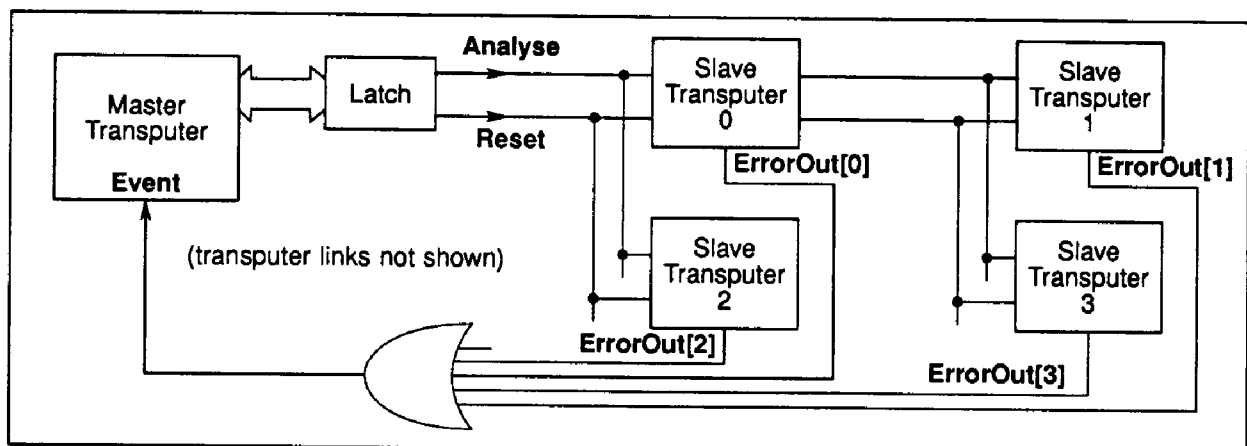 Analyse
Master
Transputer
Event
Latch
Reset
Slave
Transputer
0
ErrorOut[0]
Slave
Transputer
1
ErrorOut[1]
(transputer links not shown)
Slave
Transputer
2
ErrorOut[2]
Slave
Transputer
3
ErrorOut[3]